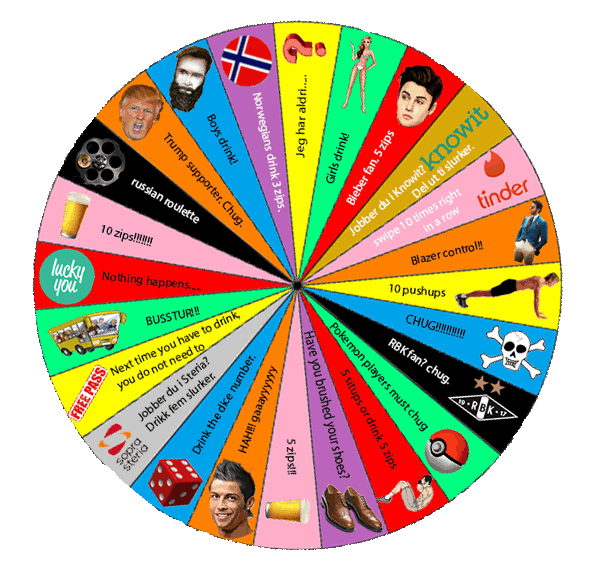 Jeg har aldri.....
Girls drink!
Bieber fan. 5 zips
Jobber du i Knowit?
Del ut ti slurker.
knowit
swipe 10 times right
in a row
tinder
Blazer control!!
10 pushups
CHUG!!!!!!!!!!!
RBK fan? chug.
19 RBK 17
Pokemon players must chug
5 situps or drink 5 zips
Have you brushed your shoes?
5 zips!!
HAH!! gaaayyyyy
Drink the dice number.
Jobber du i Steria?
Drikk fem slurker.
sopra
steria
Next time you have to drink,
you do not need to
FREE PASS
BUSSTUR!!!
Nothing happens.....
lucky
you
10 zips!!!!!!!
russian roulette
Trump supporter. Chug.
Boys drink!
Norwegians drink 3 zips.